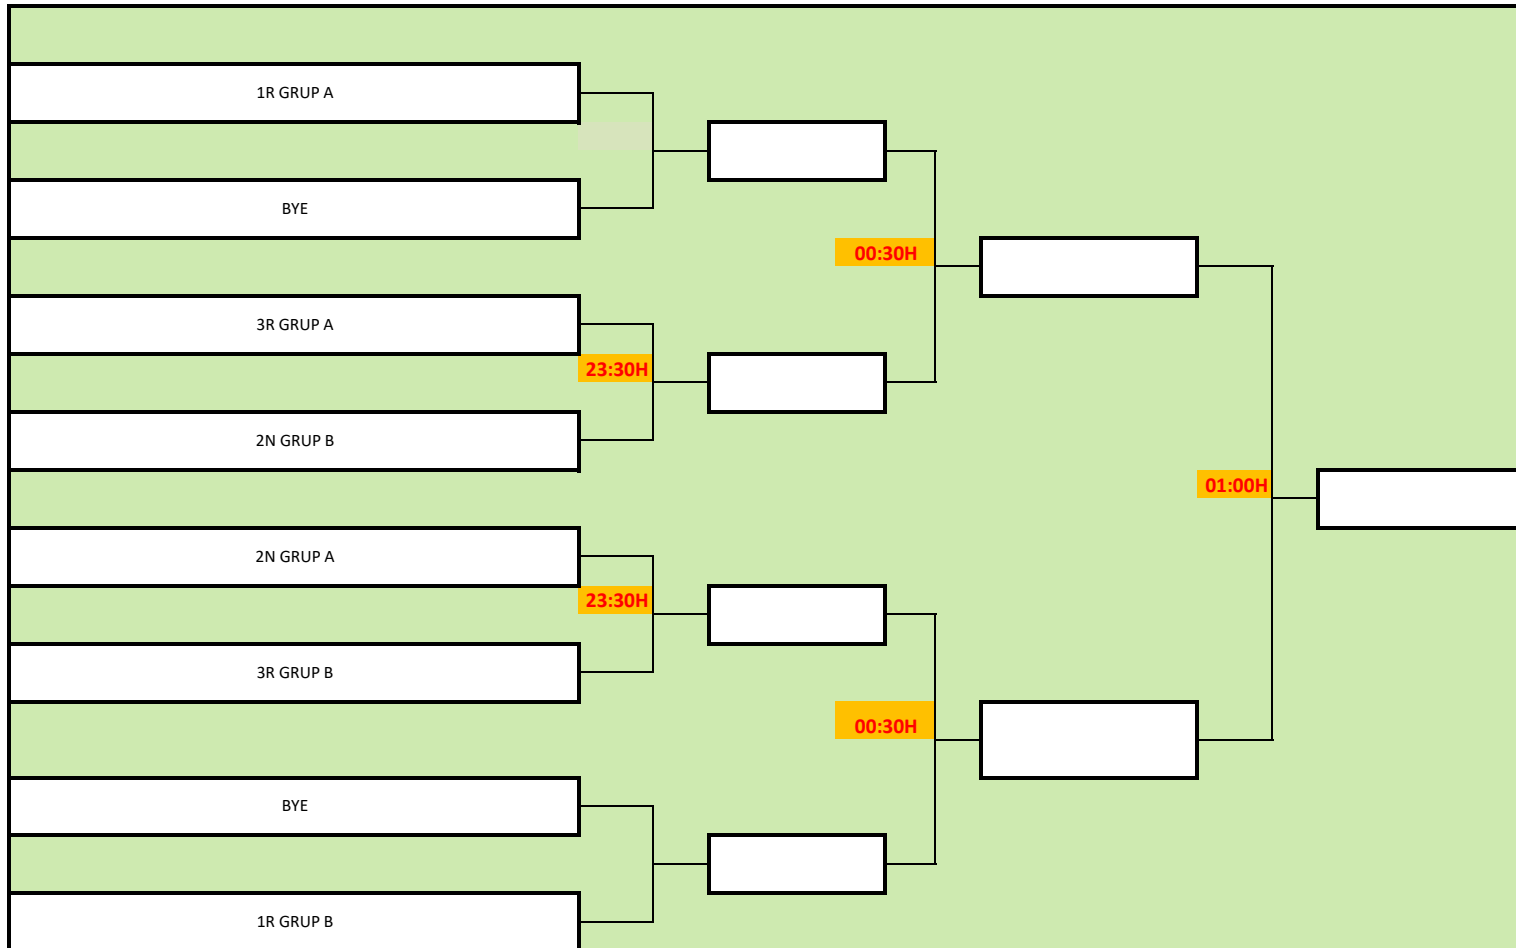 1R GRUP A
BYE
00:30H
3R GRUP A
23:30H
2N GRUP B
01:00H
2N GRUP A
23:30H
3R GRUP B
00:30H
BYE
1R GRUP B